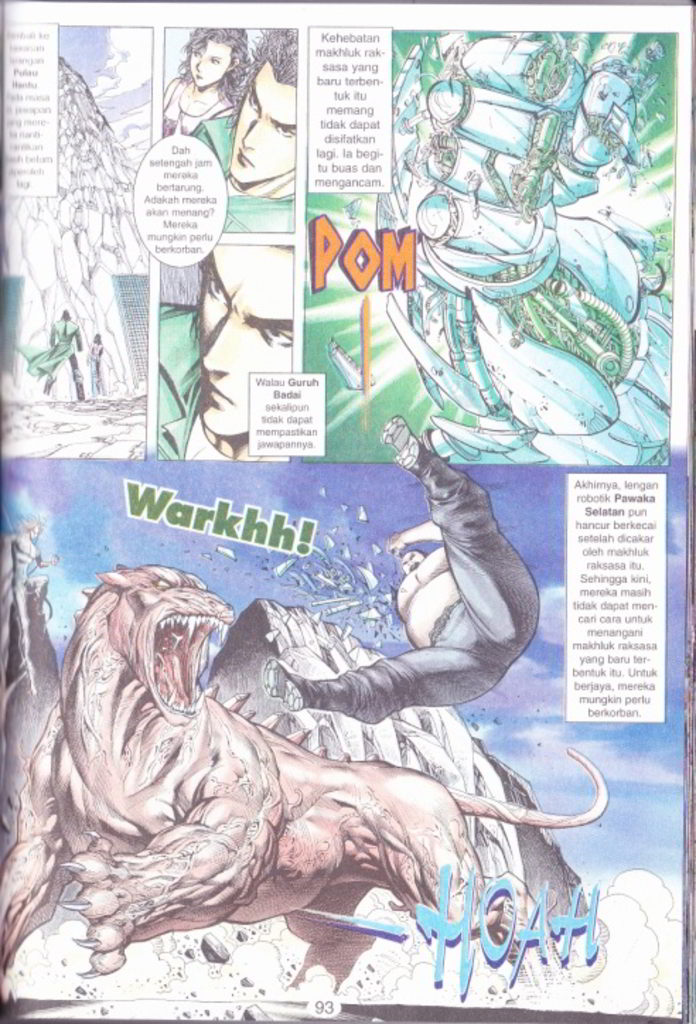 Pulau
Hantu
lagi.
Dah
setengah jam
mereka
bertarung.
Adakah mereka
akan menang?
Mereka
mungkin perlu
berkorban.
Walau Guruh
Badai
sekalipun
tidak dapat
mempastikan
jawapannya.
Kehebatan
makhluk rak-
sasa yang
baru terben-
tuk itu
memang
tidak dapat
disifatkan
lagi. Ia begi-
tu buas dan
mengancam.
POM
Warkhh!
Akhirnya, lengan
robotik Pawaka
Selatan pun
hancur berkecai
setelah dicakar
oleh makhluk
raksasa itu.
Sehingga kini,
mereka masih
tidak dapat men-
cari cara untuk
menangani
makhluk raksasa
yang baru ter-
bentuk itu. Untuk
berjaya, mereka
mungkin perlu
berkorban.
HOAH
93